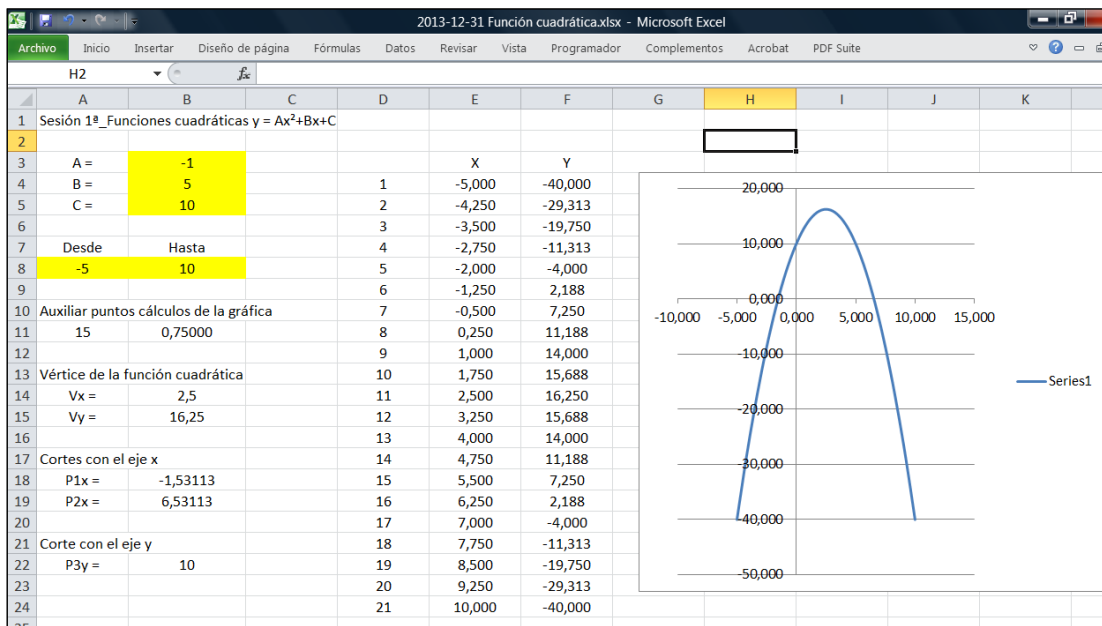 2013-12-31 Función cuadrática.xlsx - Microsoft Excel
Archivo Inicio Insertar Diseño de página Fórmulas Datos Revisar Vista Programador Complementos Acrobat PDF Suite
H2 fx
A B C D E F G H I J K
1 Sesión 1ª_Funciones cuadráticas y = Ax²+Bx+C
2
3 A = -1 X Y
4 B = 5 1 -5,000 -40,000
5 C = 10 2 -4,250 -29,313
6 3 -3,500 -19,750
7 Desde Hasta 4 -2,750 -11,313
8 -5 10 5 -2,000 -4,000
9 6 -1,250 2,188
10 Auxiliar puntos cálculos de la gráfica 7 -0,500 7,250
11 15 0,75000 8 0,250 11,188
12 9 1,000 14,000
13 Vértice de la función cuadrática 10 1,750 15,688
14 Vx = 2,5 11 2,500 16,250
15 Vy = 16,25 12 3,250 15,688
16 13 4,000 14,000
17 Cortes con el eje x 14 4,750 11,188
18 P1x = -1,53113 15 5,500 7,250
19 P2x = 6,53113 16 6,250 2,188
20 17 7,000 -4,000
21 Corte con el eje y 18 7,750 -11,313
22 P3y = 10 19 8,500 -19,750
23 20 9,250 -29,313
24 21 10,000 -40,000
20,000
10,000
0,000
-10,000 -5,000 0,000 5,000 10,000 15,000
-10,000
Series1
-20,000
-30,000
-40,000
-50,000